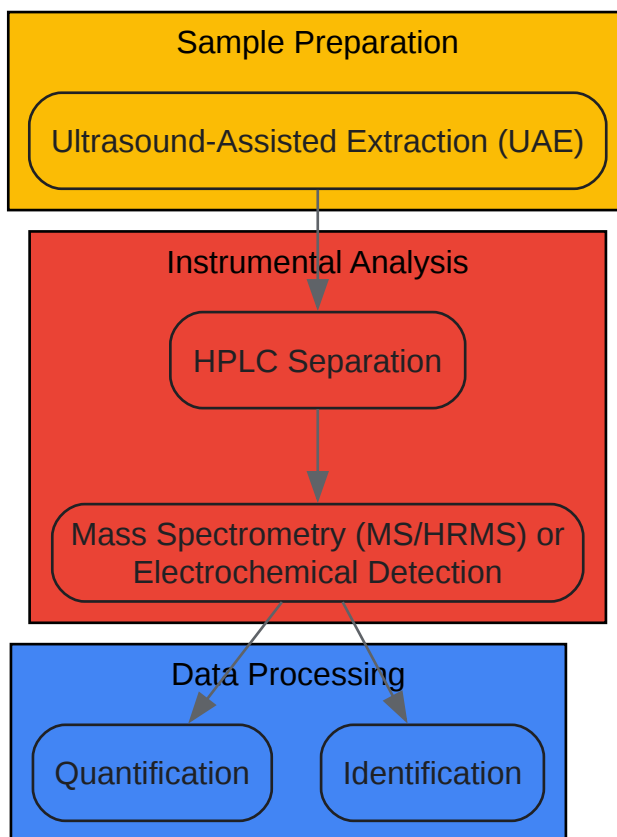 Sample Preparation
Ultrasound-Assisted Extraction (UAE)
Instrumental Analysis
HPLC Separation
Mass Spectrometry (MS/HRMS) or
Electrochemical Detection
Data Processing
Quantification
Identification